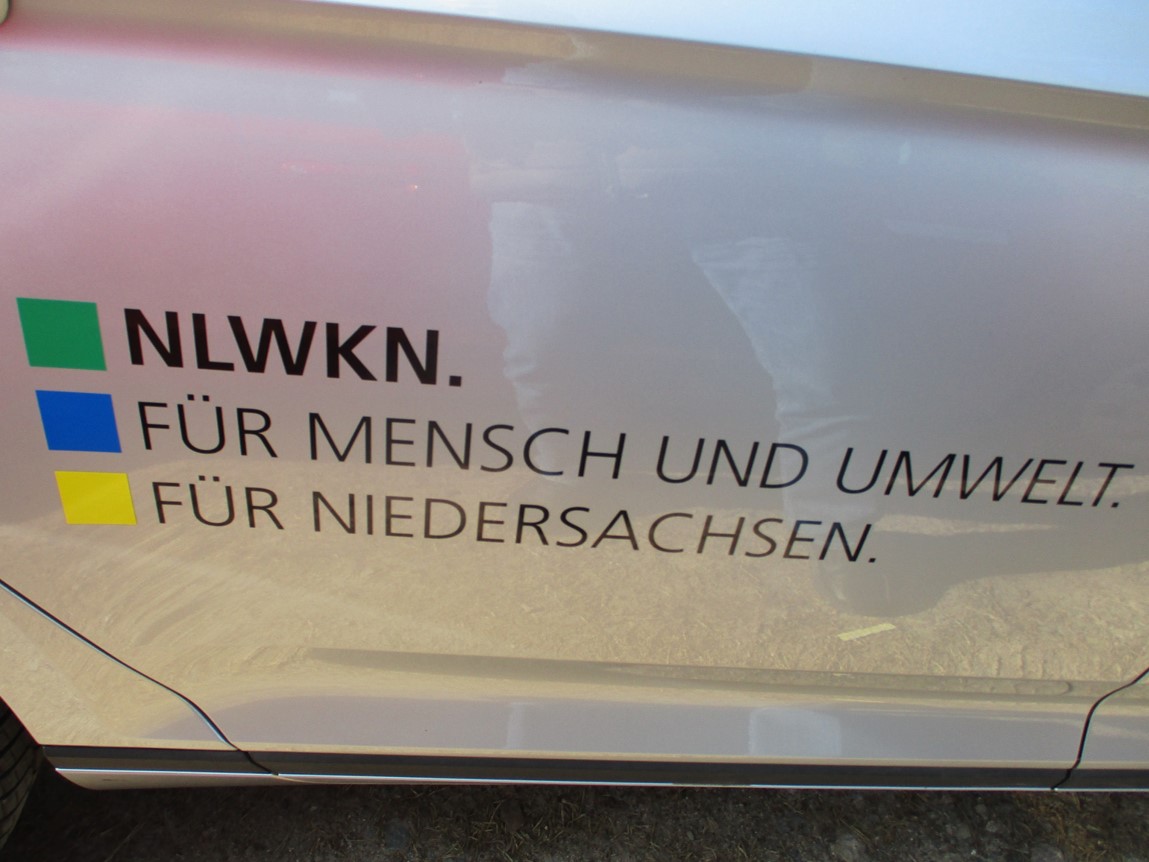 NLWKN.
FÜR MENSCH UND UMWELT.
FÜR NIEDERSACHSEN.